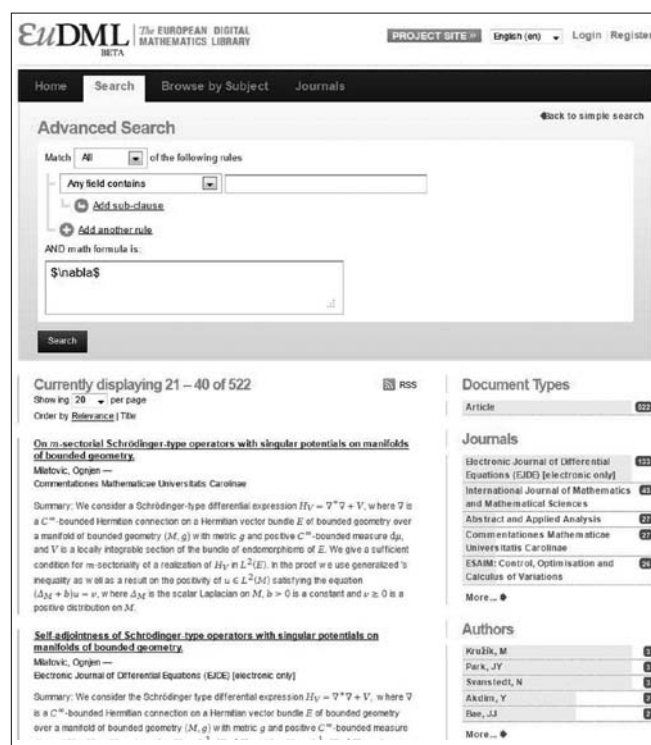 EuDML The EUROPEAN DIGITAL
MATHEMATICS LIBRARY
BETA
PROJECT SITE » English (en) Login Register
Home Search Browse by Subject Journals
Back to simple search
Advanced Search
Match All of the following rules
Any field contains
Add sub-clause
Add another rule
AND math formula is:
$\nabla$
Search
Currently displaying 21 – 40 of 522
RSS
Showing 20 per page
Order by Relevance | Title
On m-sectorial Schrödinger-type operators with singular potentials on manifolds
of bounded geometry.
Milatovic, Ognjen —
Commentationes Mathematicae Universitatis Carolinae
Summary: We consider a Schrödinger-type differential expression H_V = ∇*∇ + V, where ∇ is
a C^∞-bounded Hermitian connection on a Hermitian vector bundle E of bounded geometry over
a manifold of bounded geometry (M, g) with metric g and positive C^∞-bounded measure dμ,
and V is a locally integrable section of the bundle of endomorphisms of E. We give a sufficient
condition for m-sectoriality of a realization of H_V in L²(E). In the proof we use generalized 's
inequality as well as a result on the positivity of u ∈ L²(M) satisfying the equation
(Δ_M + b)u = ν, where Δ_M is the scalar Laplacian on M, b > 0 is a constant and ν ≥ 0 is a
positive distribution on M.
Self-adjointness of Schrödinger-type operators with singular potentials on
manifolds of bounded geometry.
Milatovic, Ognjen —
Electronic Journal of Differential Equations (EJDE) [electronic only]
Summary: We consider the Schrödinger type differential expression H_V = ∇*∇ + V, where ∇
is a C^∞-bounded Hermitian connection on a Hermitian vector bundle E of bounded geometry
over a manifold of bounded geometry (M, g) with metric g and positive C^∞-bounded measure
Document Types
Article 522
Journals
Electronic Journal of Differential 133
Equations (EJDE) [electronic only]
International Journal of Mathematics 43
and Mathematical Sciences
Abstract and Applied Analysis 27
Commentationes Mathematicae 27
Universitatis Carolinae
ESAIM: Control, Optimisation and 26
Calculus of Variations
More...
Authors
Kružík, M 3
Park, JY 3
Svanstedt, N 3
Akdim, Y 2
Bae, JJ 2
More...